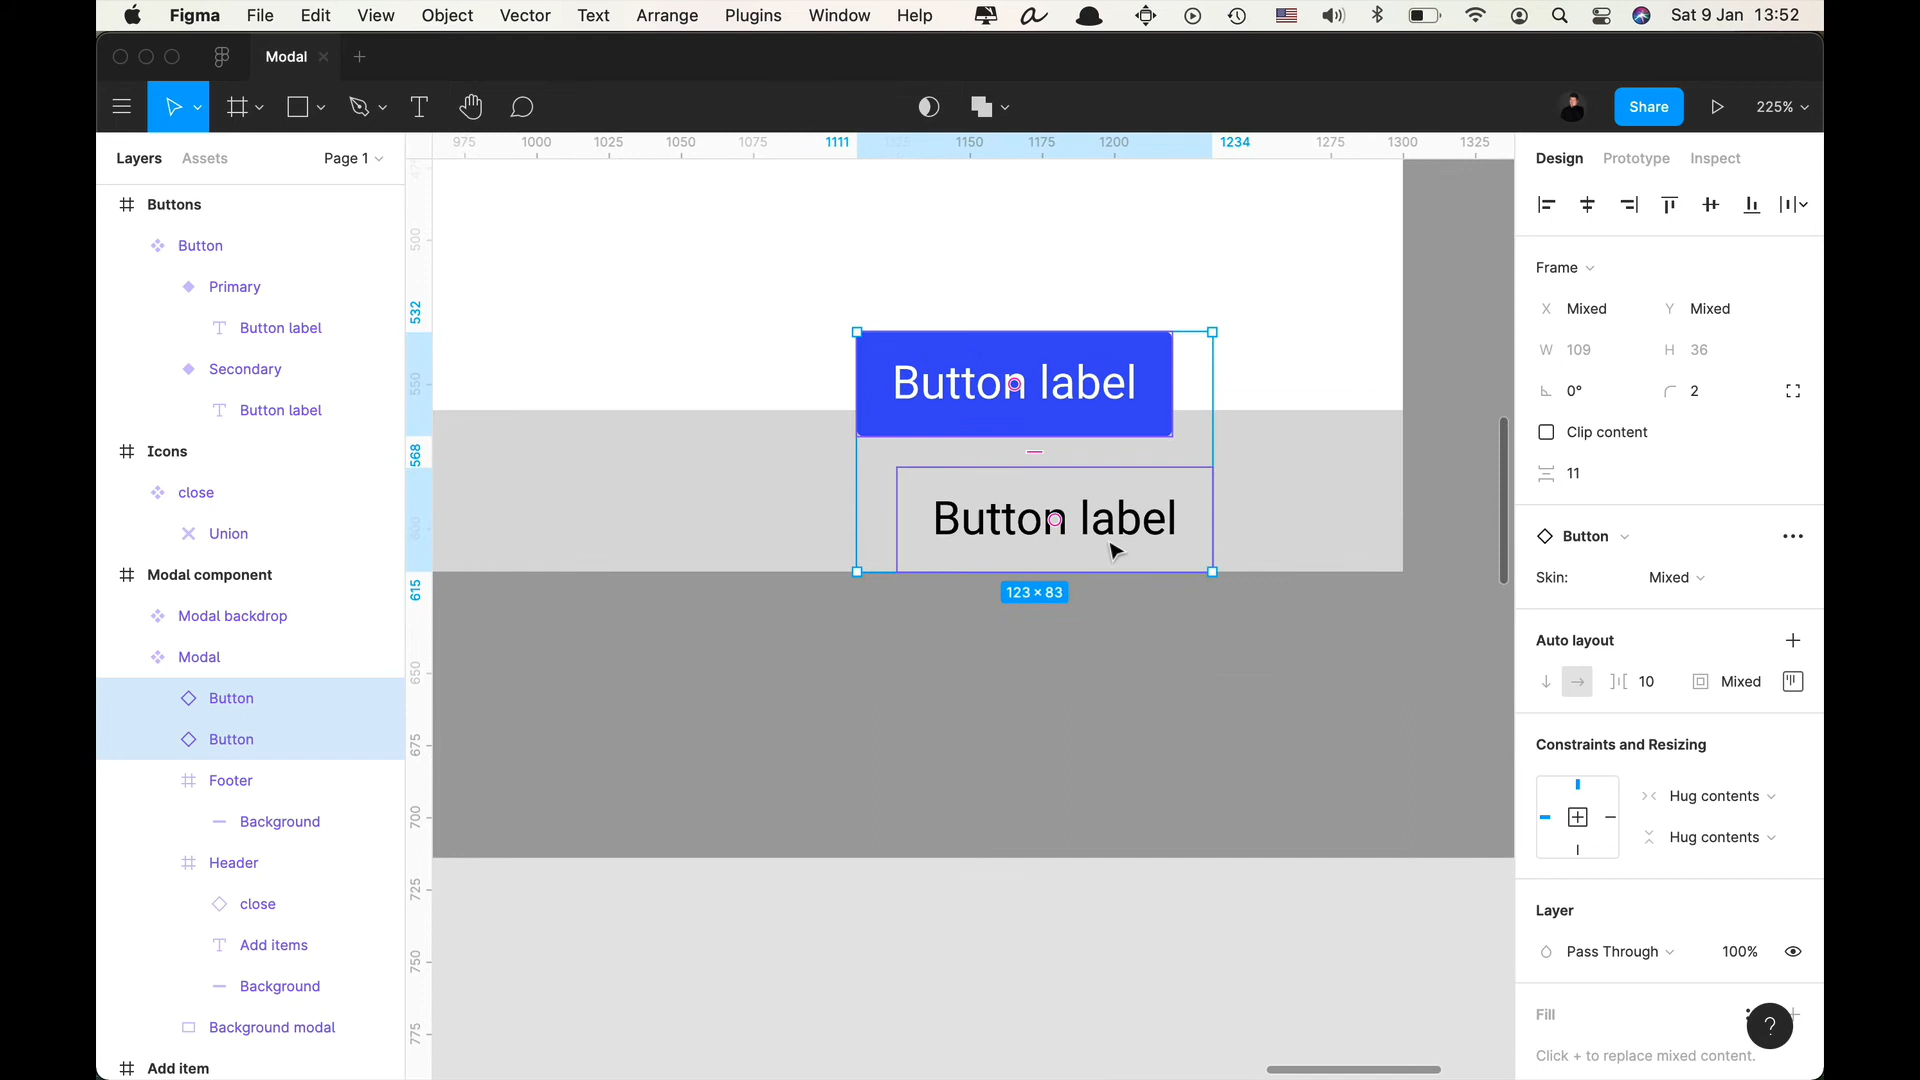 Figma File Edit View Object Vector Text Arrange Plugins Window Help Sat 9 Jan 13:52
Modal
Share 225%
Layers Assets Page 1
975 1000 1025 1050 1075 1111 1125 1150 1175 1200 1234 1275 1300 1325
Design Prototype Inspect
Buttons
Button
Primary
Button label
Secondary
Button label
Icons
close
Union
Modal component
Modal backdrop
Modal
Button
Button
Footer
Background
Header
close
Add items
Background
Background modal
Add item
475
500
532
550
568
600
615
650
675
700
725
750
775
Button label
Button label
123 × 83
Frame
X Mixed Y Mixed
W 109 H 36
0° 2
Clip content
11
Button
Skin: Mixed
Auto layout
10 Mixed
Constraints and Resizing
Hug contents
Hug contents
Layer
Pass Through 100%
Fill
?
Click + to replace mixed content.